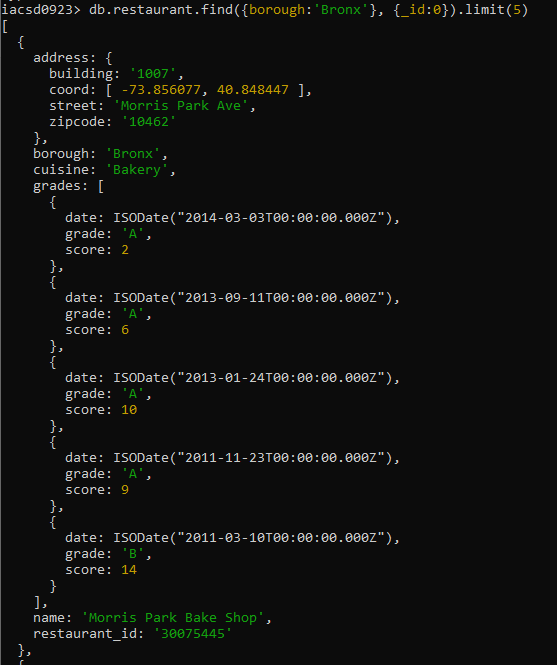 iacsd0923> db.restaurant.find({borough:'Bronx'}, {_id:0}).limit(5)
[
  {
    address: {
      building: '1007',
      coord: [ -73.856077, 40.848447 ],
      street: 'Morris Park Ave',
      zipcode: '10462'
    },
    borough: 'Bronx',
    cuisine: 'Bakery',
    grades: [
      {
        date: ISODate("2014-03-03T00:00:00.000Z"),
        grade: 'A',
        score: 2
      },
      {
        date: ISODate("2013-09-11T00:00:00.000Z"),
        grade: 'A',
        score: 6
      },
      {
        date: ISODate("2013-01-24T00:00:00.000Z"),
        grade: 'A',
        score: 10
      },
      {
        date: ISODate("2011-11-23T00:00:00.000Z"),
        grade: 'A',
        score: 9
      },
      {
        date: ISODate("2011-03-10T00:00:00.000Z"),
        grade: 'B',
        score: 14
      }
    ],
    name: 'Morris Park Bake Shop',
    restaurant_id: '30075445'
  },